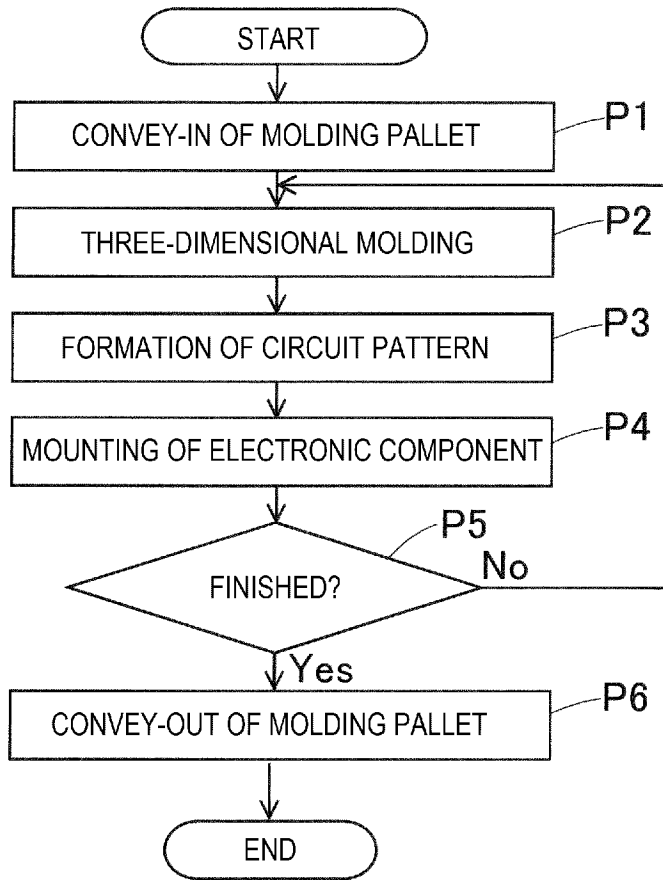 START
CONVEY-IN OF MOLDING PALLET
P1
THREE-DIMENSIONAL MOLDING
P2
FORMATION OF CIRCUIT PATTERN
P3
MOUNTING OF ELECTRONIC COMPONENT
P4
P5
FINISHED?
No
Yes
CONVEY-OUT OF MOLDING PALLET
P6
END